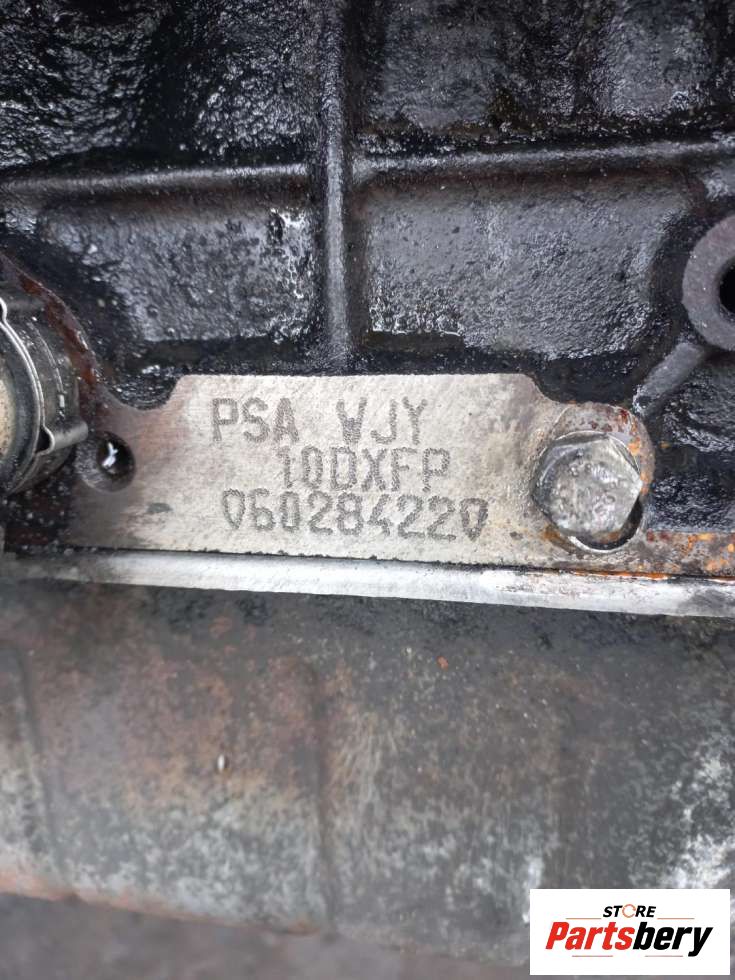 PSA WJY
10DXFP
060284220
STORE
Partsbery